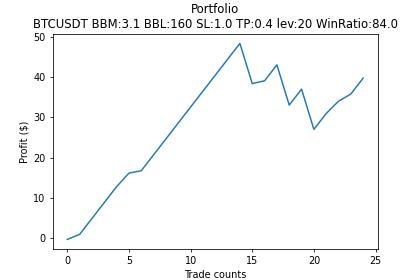 Portfolio
BTCUSDT BBM:3.1 BBL:160 SL:1.0 TP:0.4 lev:20 WinRatio:84.0
50
40
30
20
10
0
Profit ($)
0 5 10 15 20 25
Trade counts